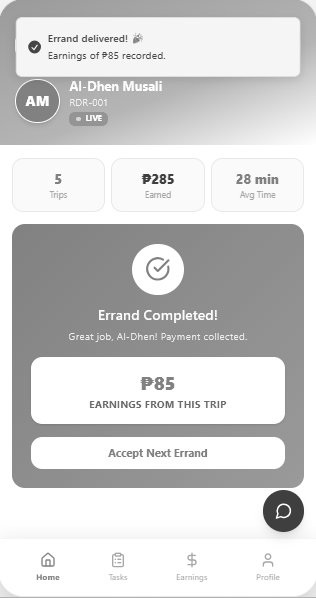 Errand delivered! 🎉
Earnings of ₱85 recorded.
AM
Al-Dhen Musali
RDR-001
LIVE
5
Trips
₱285
Earned
28 min
Avg Time
Errand Completed!
Great job, Al-Dhen! Payment collected.
₱85
EARNINGS FROM THIS TRIP
Accept Next Errand
Home
Tasks
Earnings
Profile